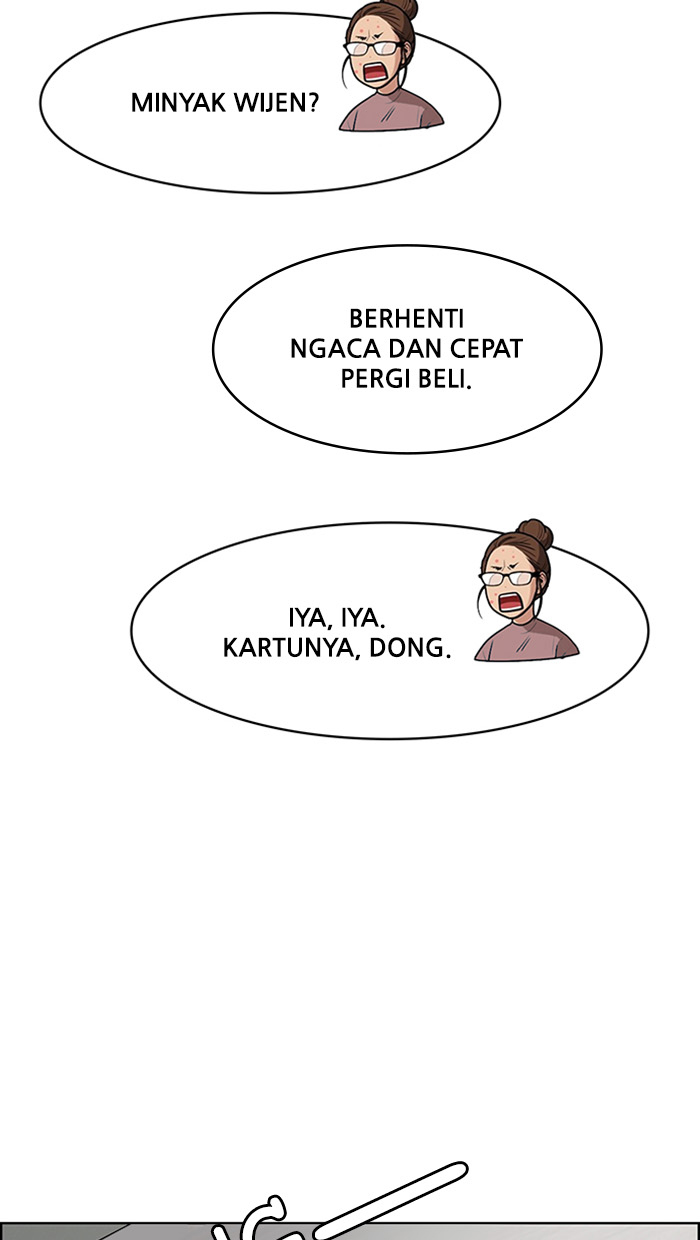 MINYAK WIJEN?
BERHENTI
NGACA DAN CEPAT
PERGI BELI.
IYA, IYA.
KARTUNYA, DONG.